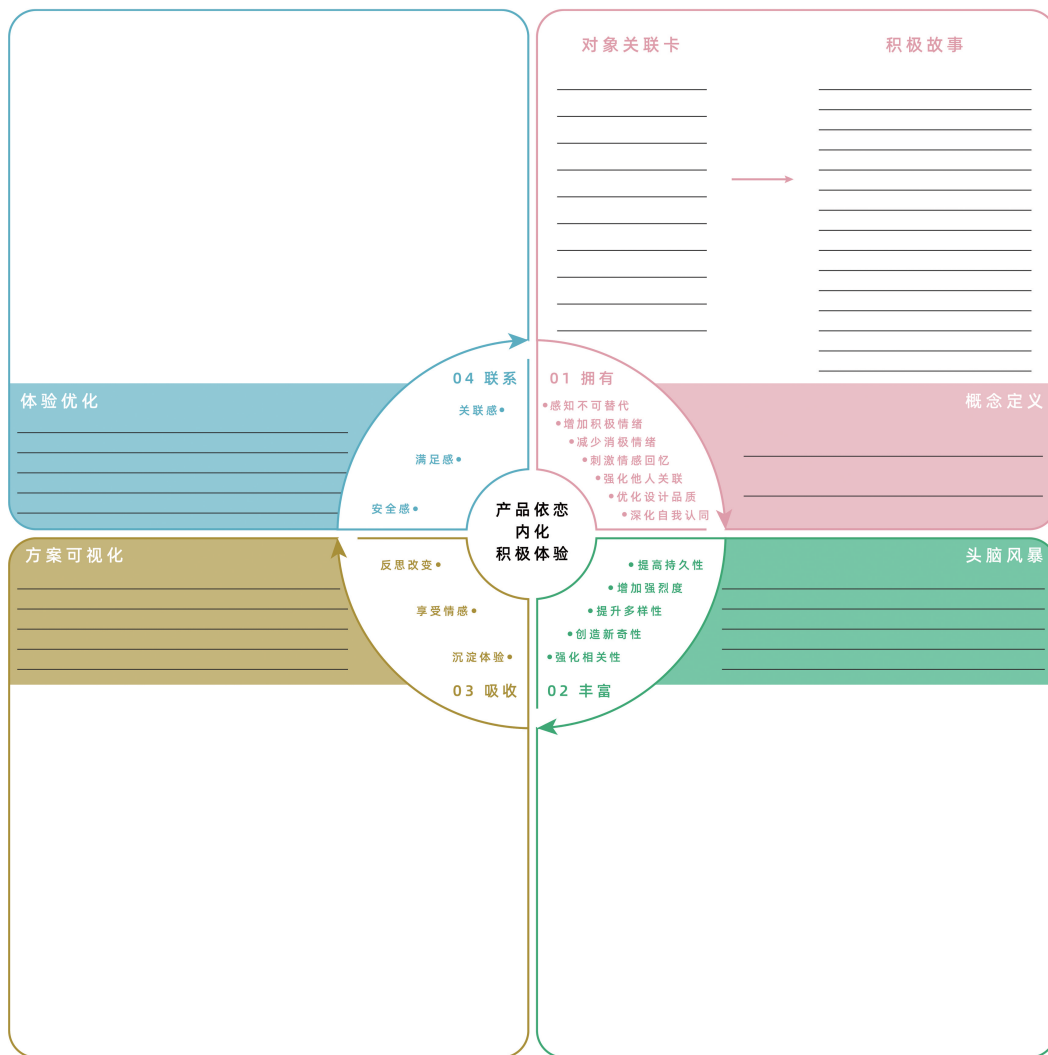 对象关联卡
积极故事
01 拥有
感知不可替代
增加积极情绪
减少消极情绪
刺激情感回忆
强化他人关联
优化设计品质
深化自我认同
概念定义
04 联系
关联感
满足感
安全感
体验优化
产品依恋
内化
积极体验
方案可视化
反思改变
享受情感
沉淀体验
03 吸收
头脑风暴
提高持久性
增加强烈度
提升多样性
创造新奇性
强化相关性
02 丰富